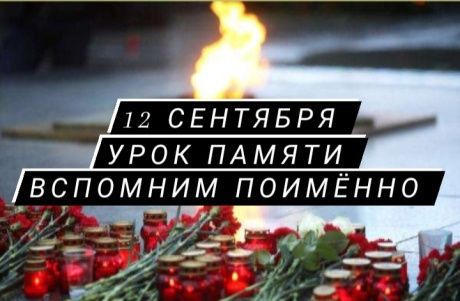 12 СЕНТЯБРЯ
УРОК ПАМЯТИ
ВСПОМНИМ ПОИМЁННО